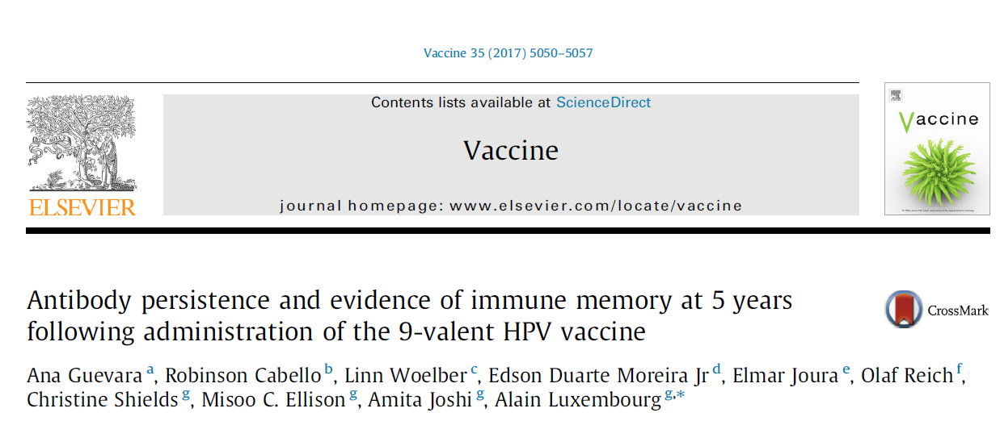 Vaccine 35 (2017) 5050–5057
Contents lists available at ScienceDirect
Vaccine
journal homepage: www.elsevier.com/locate/vaccine
ELSEVIER
Vaccine
Antibody persistence and evidence of immune memory at 5 years
following administration of the 9-valent HPV vaccine
CrossMark
Ana Guevara a, Robinson Cabello b, Linn Woelber c, Edson Duarte Moreira Jr d, Elmar Joura e, Olaf Reich f,
Christine Shields g, Misoo C. Ellison g, Amita Joshi g, Alain Luxembourg g,*